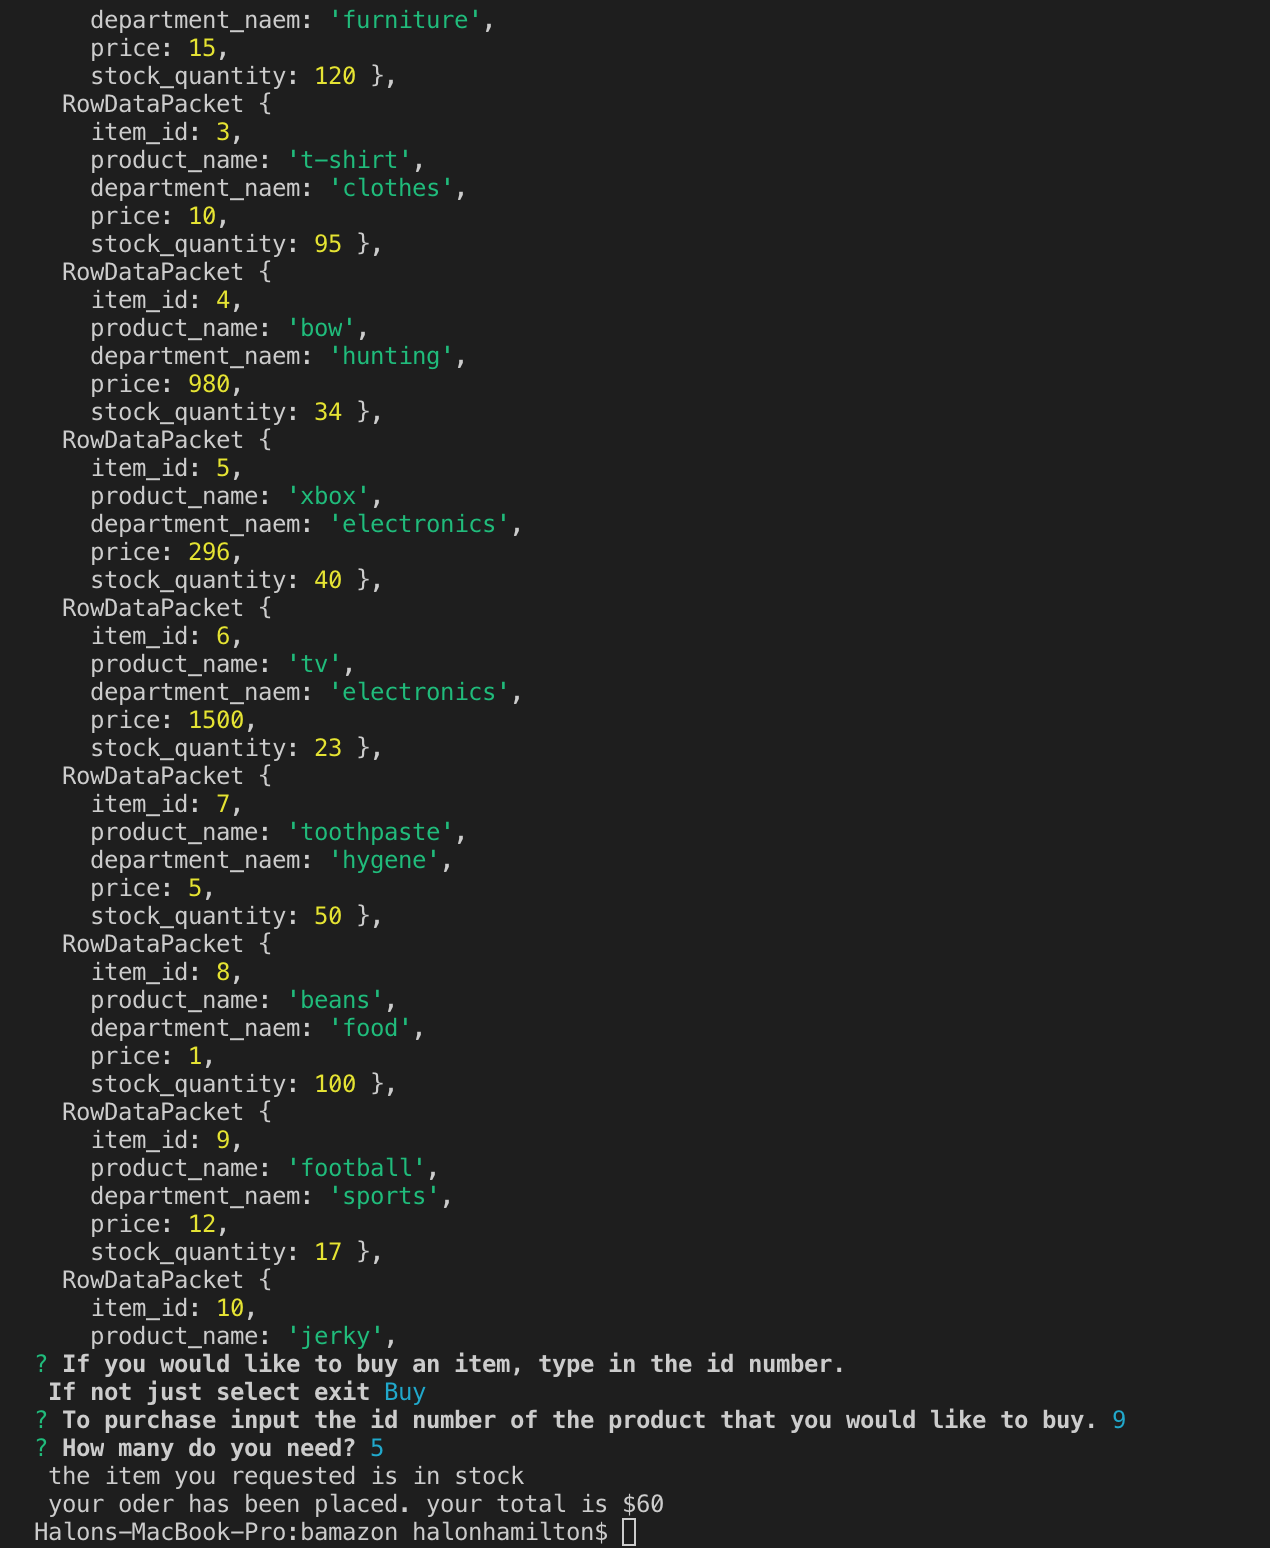 department_naem: 'furniture',
price: 15,
stock_quantity: 120 },
RowDataPacket {
item_id: 3,
product_name: 't-shirt',
department_naem: 'clothes',
price: 10,
stock_quantity: 95 },
RowDataPacket {
item_id: 4,
product_name: 'bow',
department_naem: 'hunting',
price: 980,
stock_quantity: 34 },
RowDataPacket {
item_id: 5,
product_name: 'xbox',
department_naem: 'electronics',
price: 296,
stock_quantity: 40 },
RowDataPacket {
item_id: 6,
product_name: 'tv',
department_naem: 'electronics',
price: 1500,
stock_quantity: 23 },
RowDataPacket {
item_id: 7,
product_name: 'toothpaste',
department_naem: 'hygene',
price: 5,
stock_quantity: 50 },
RowDataPacket {
item_id: 8,
product_name: 'beans',
department_naem: 'food',
price: 1,
stock_quantity: 100 },
RowDataPacket {
item_id: 9,
product_name: 'football',
department_naem: 'sports',
price: 12,
stock_quantity: 17 },
RowDataPacket {
item_id: 10,
product_name: 'jerky',
? If you would like to buy an item, type in the id number.
If not just select exit Buy
? To purchase input the id number of the product that you would like to buy. 9
? How many do you need? 5
the item you requested is in stock
your oder has been placed. your total is $60
Halons-MacBook-Pro:bamazon halonhamilton$